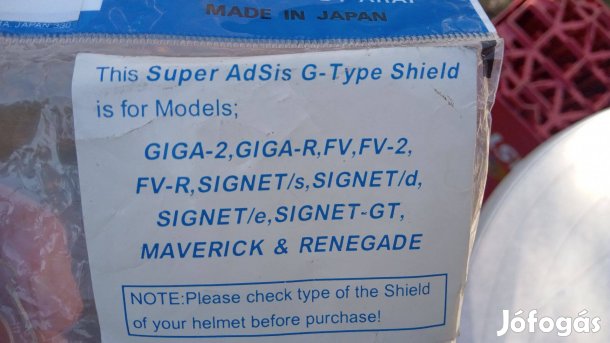 MADE IN JAPAN
This Super AdSis G-Type Shield
is for Models;
GIGA-2,GIGA-R,FV,FV-2,
FV-R,SIGNET/s,SIGNET/d,
SIGNET/e,SIGNET-GT,
MAVERICK & RENEGADE
NOTE:Please check type of the Shield
of your helmet before purchase!
Jófogás